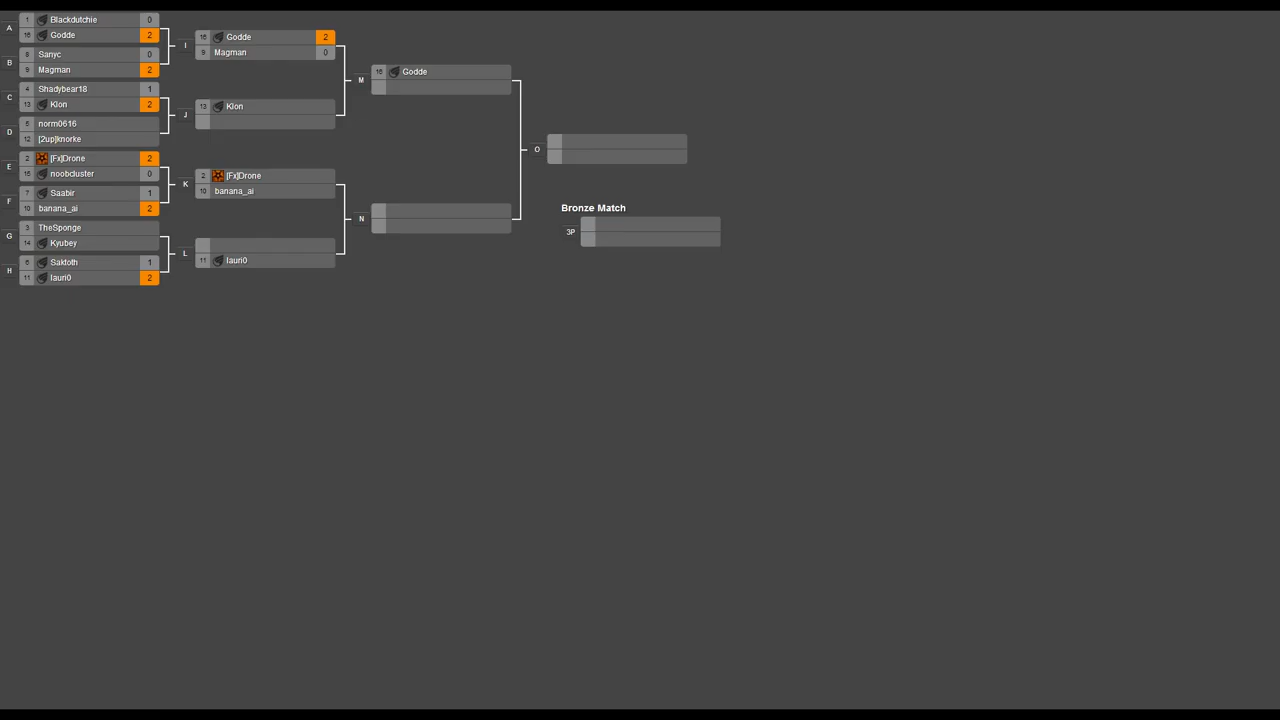 A
1 Blackdutchie 0
16 Godde 2
B
8 Sanyc 0
9 Magman 2
C
4 Shadybear18 1
13 Klon 2
D
norm0616
12 [2up]knorke
E
2 [Fx]Drone 2
15 noobcluster 0
F
7 Saabir 1
10 banana_ai 2
G
3 TheSponge
14 Kyubey
H
6 Saktoth 1
11 lauri0 2
I
16 Godde 2
9 Magman 0
J
13 Klon
K
2 [Fx]Drone
10 banana_ai
L
11 lauri0
M
16 Godde
N
O
Bronze Match
3P